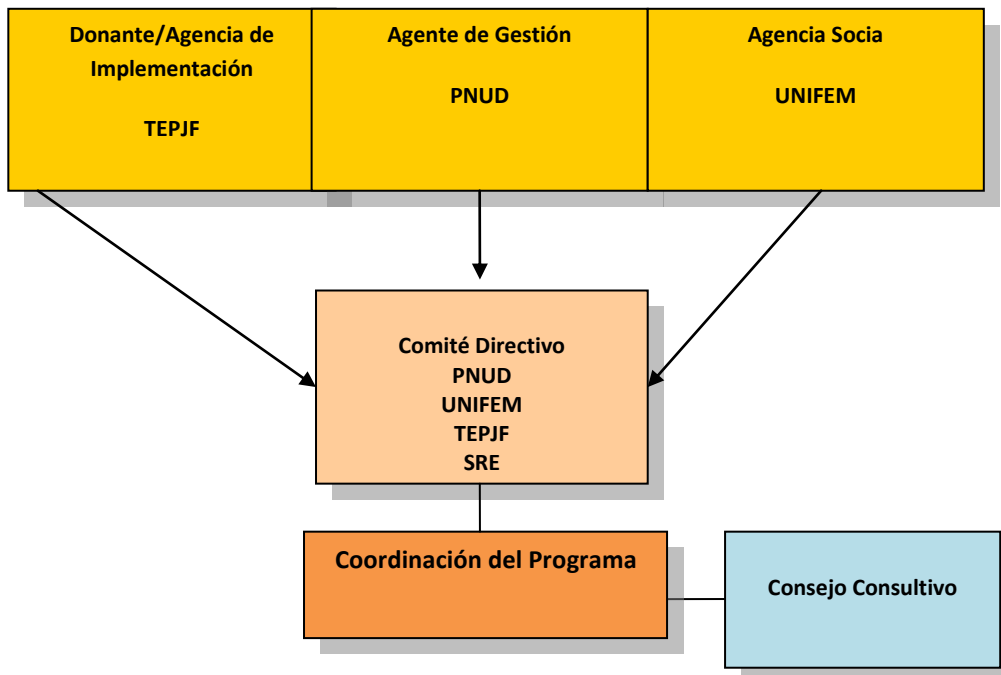 Donante/Agencia de
Implementación
TEPJF
Agente de Gestión
PNUD
Agencia Socia
UNIFEM
Comité Directivo
PNUD
UNIFEM
TEPJF
SRE
Coordinación del Programa
Consejo Consultivo